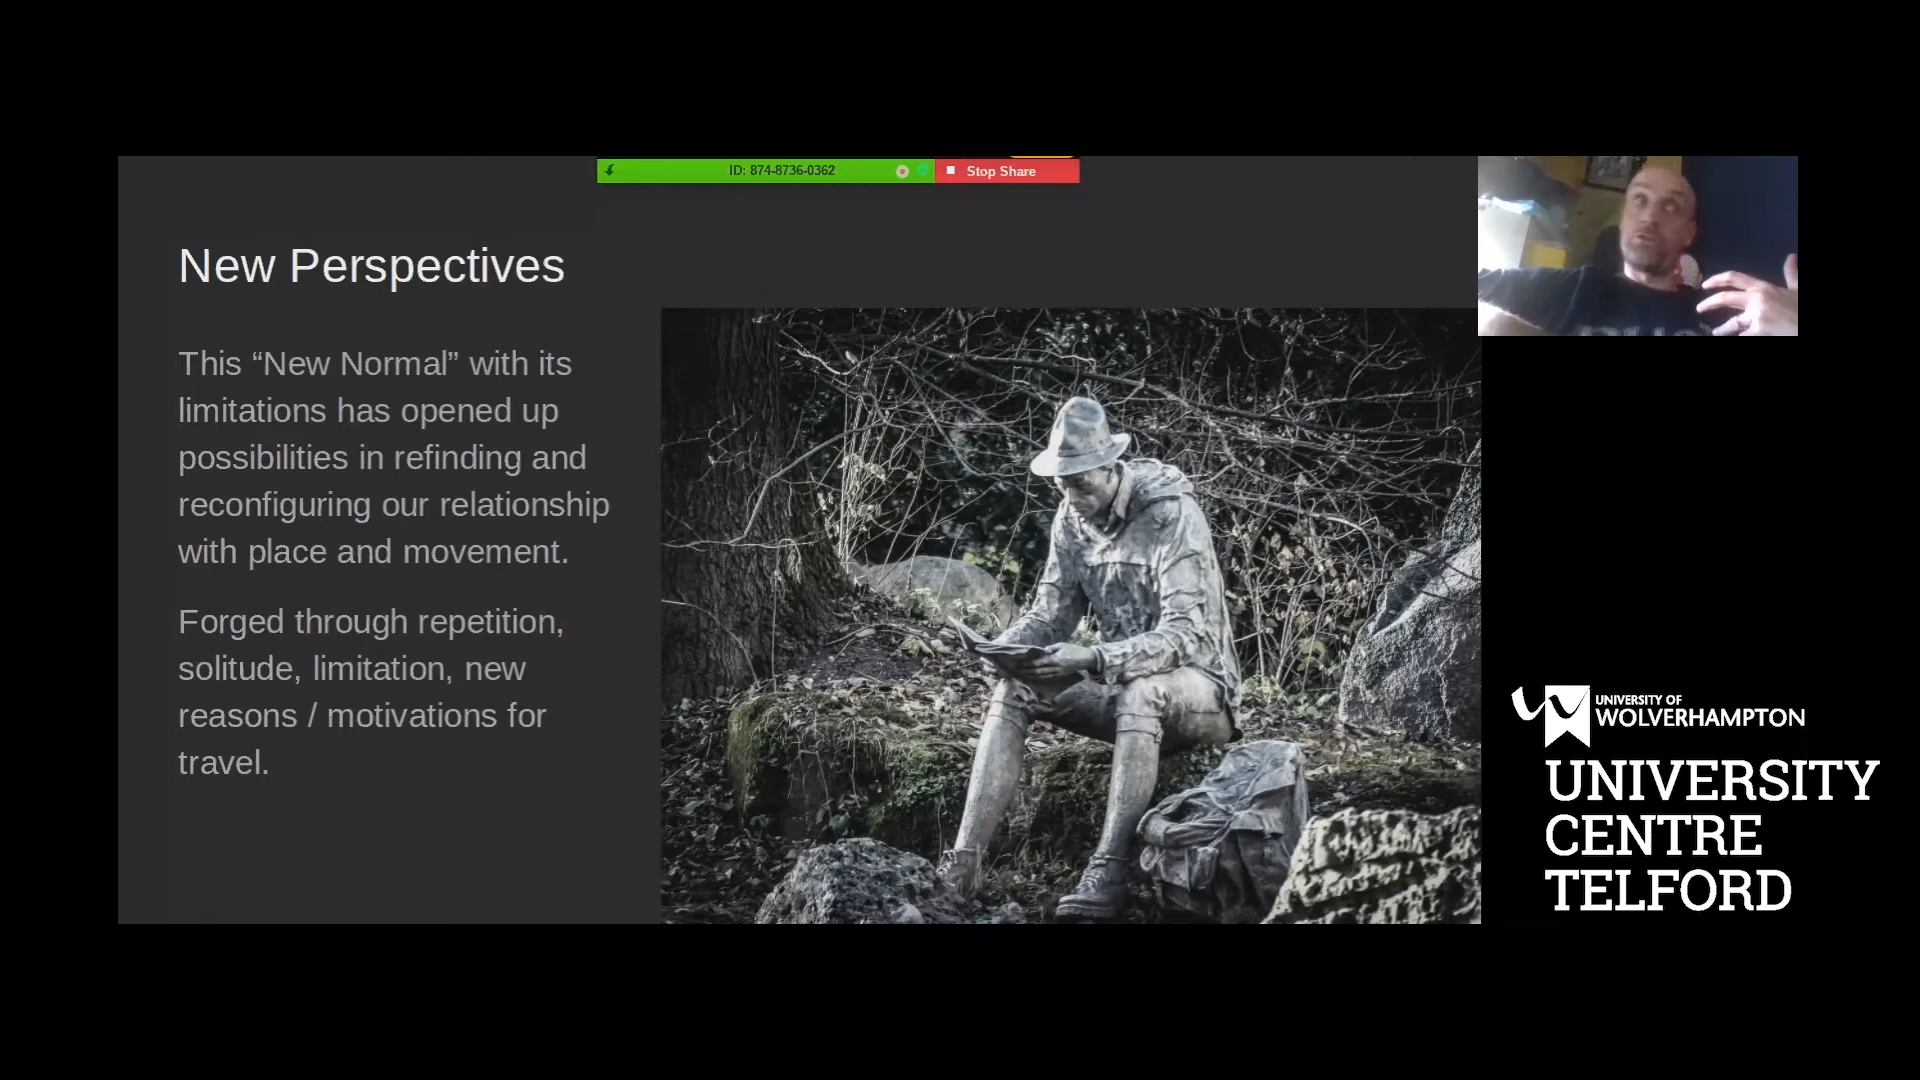 ID: 874-8736-0362
Stop Share
New Perspectives
This “New Normal” with its
limitations has opened up
possibilities in refinding and
reconfiguring our relationship
with place and movement.
Forged through repetition,
solitude, limitation, new
reasons / motivations for
travel.
UNIVERSITY OF
WOLVERHAMPTON
UNIVERSITY
CENTRE
TELFORD